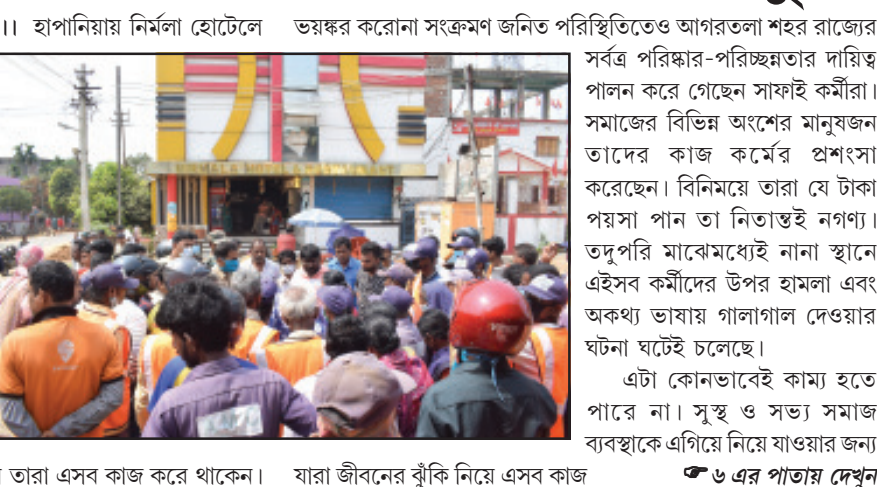 ।। হাপানিয়ায় নির্মলা হোটেলে
তারা এসব কাজ করে থাকেন।
ভয়ঙ্কর করোনা সংক্রমণ জনিত পরিস্থিতিতেও আগরতলা শহর রাজ্যের
সর্বত্র পরিষ্কার-পরিচ্ছন্নতার দায়িত্ব
পালন করে গেছেন সাফাই কর্মীরা।
সমাজের বিভিন্ন অংশের মানুষজন
তাদের কাজ কর্মের প্রশংসা
করেছেন। বিনিময়ে তারা যে টাকা
পয়সা পান তা নিতান্তই নগণ্য।
তদুপরি মাঝেমধ্যেই নানা স্থানে
এইসব কর্মীদের উপর হামলা এবং
অকথ্য ভাষায় গালাগাল দেওয়ার
ঘটনা ঘটেই চলেছে।
এটা কোনভাবেই কাম্য হতে
পারে না। সুস্থ ও সভ্য সমাজ
ব্যবস্থাকে এগিয়ে নিয়ে যাওয়ার জন্য
যারা জীবনের ঝুঁকি নিয়ে এসব কাজ
☛ ৬ এর পাতায় দেখুন